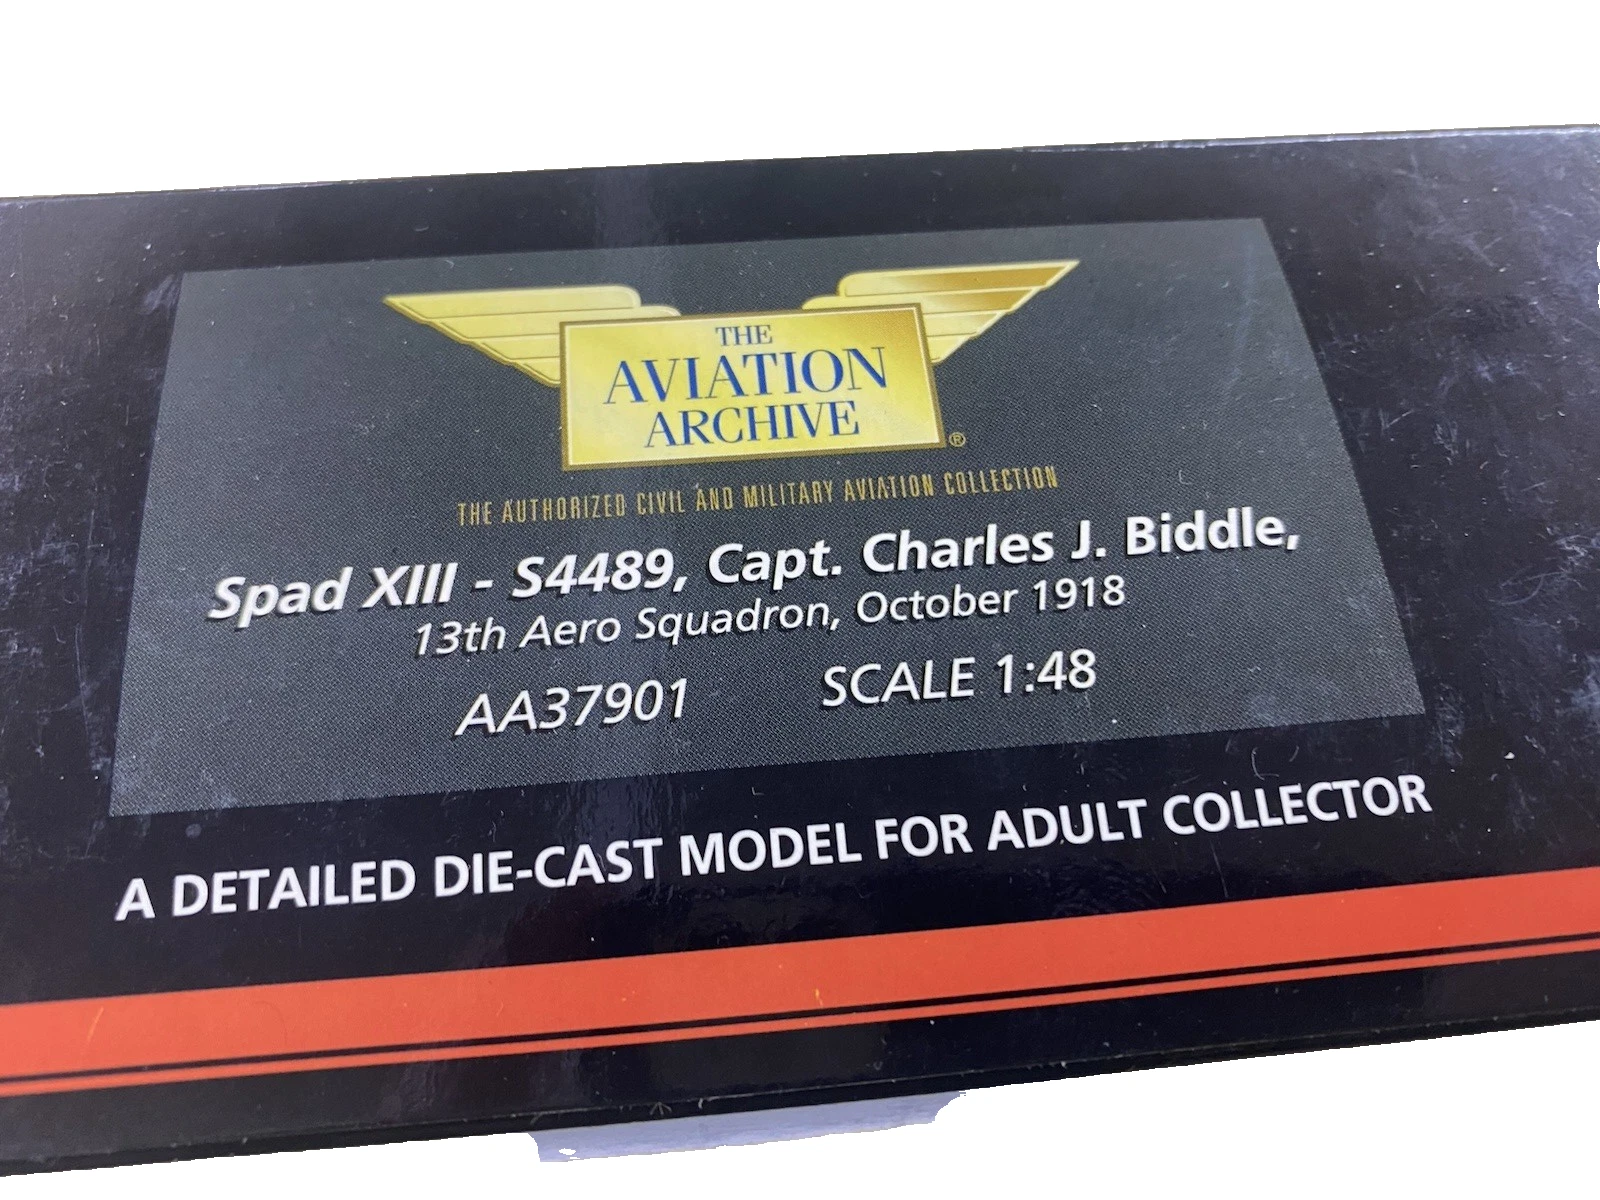 THE
AVIATION
ARCHIVE
®
THE AUTHORIZED CIVIL AND MILITARY AVIATION COLLECTION
Spad XIII - S4489, Capt. Charles J. Biddle,
13th Aero Squadron, October 1918
AA37901 SCALE 1:48
A DETAILED DIE-CAST MODEL FOR ADULT COLLECTOR